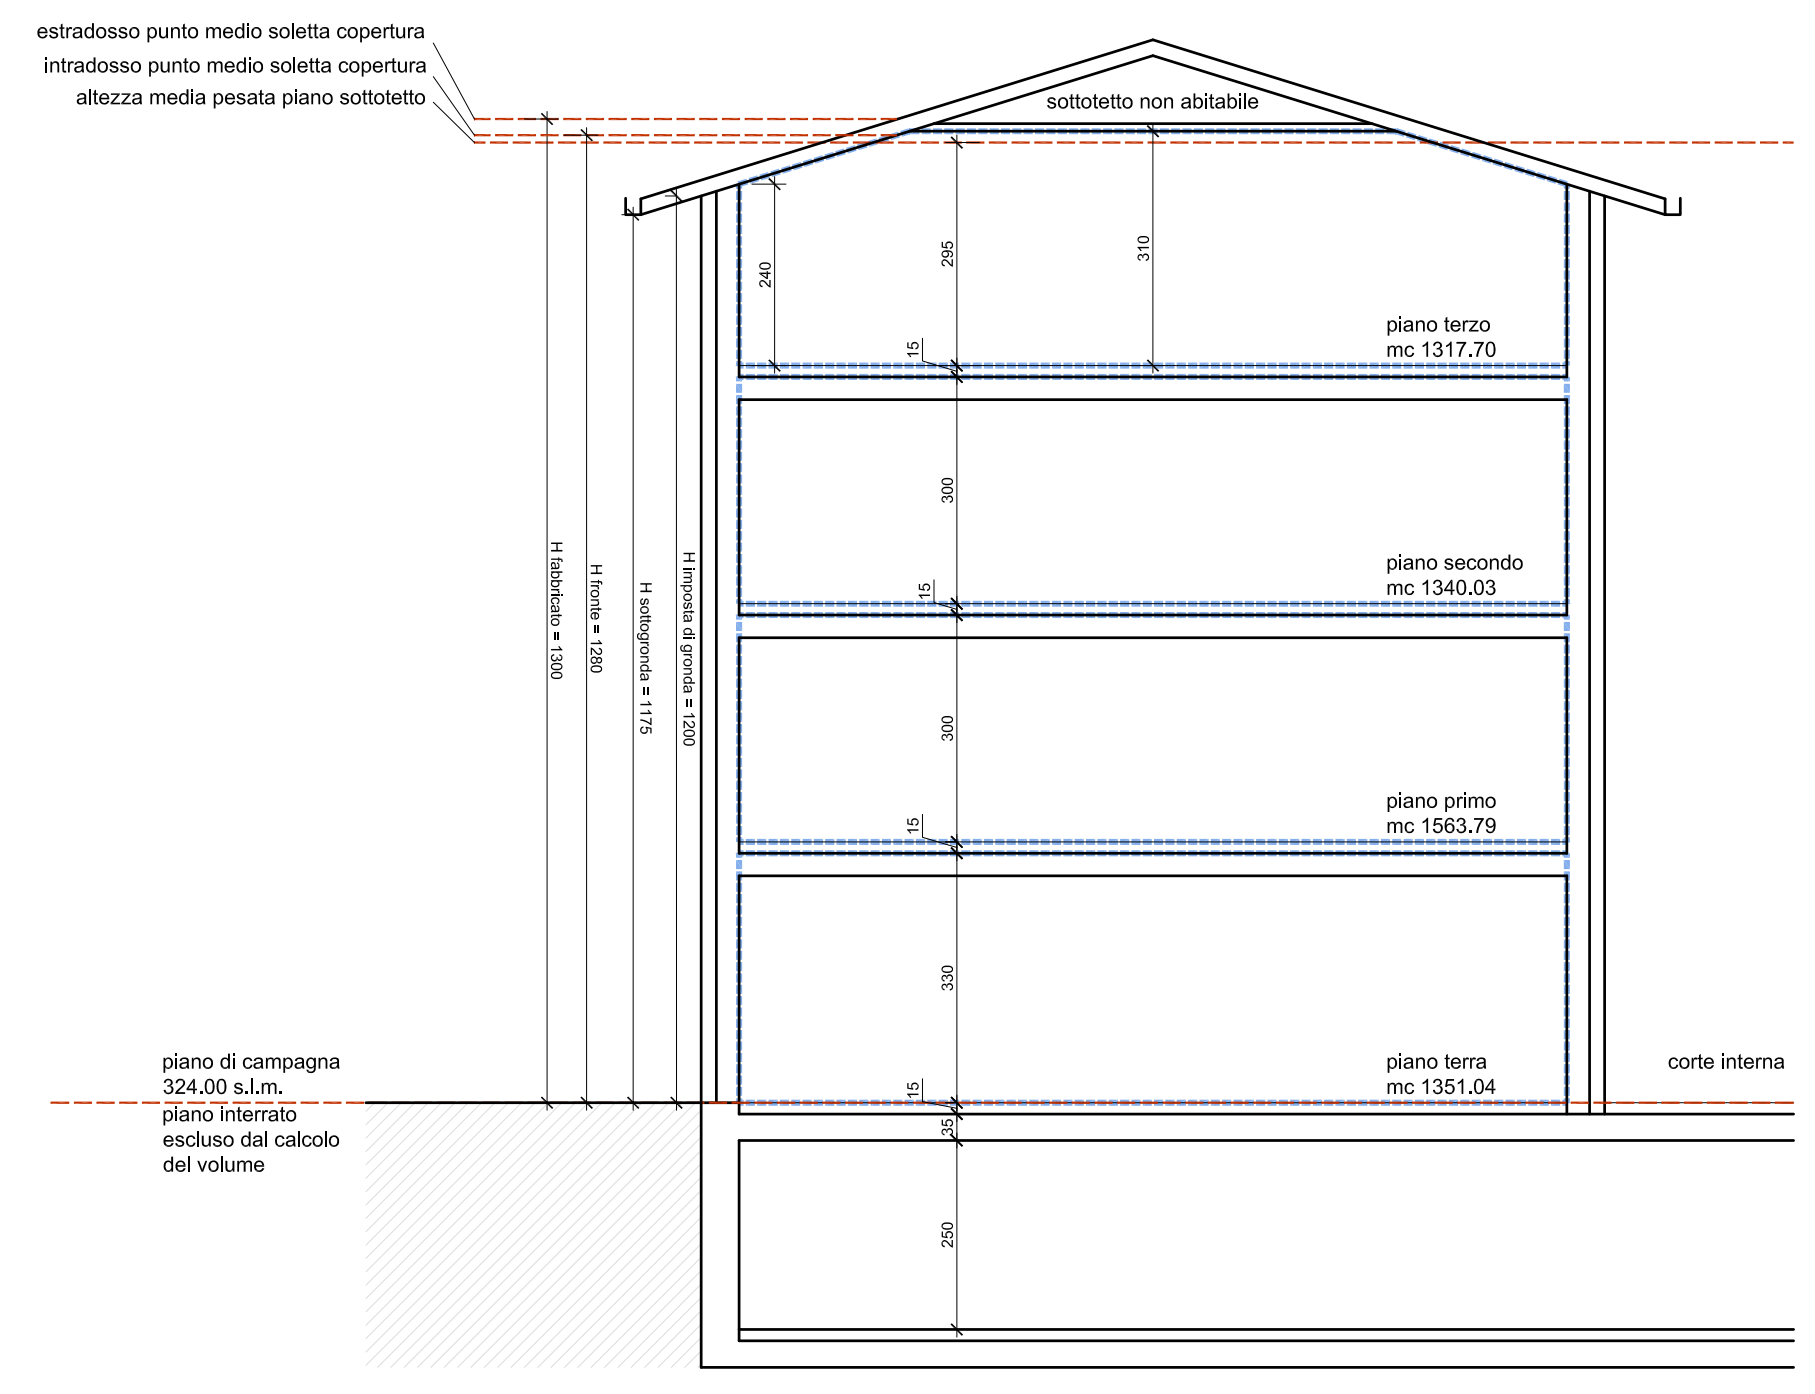 estradosso punto medio soletta copertura
intradosso punto medio soletta copertura
altezza media pesata piano sottotetto
sottotetto non abitabile
240
295
310
15
piano terzo
mc 1317.70
300
15
piano secondo
mc 1340.03
H fabbricato = 1300
H fronte = 1280
H sottogronda = 1175
H imposta di gronda = 1200
300
15
piano primo
mc 1563.79
330
15
piano terra
mc 1351.04
corte interna
piano di campagna
324.00 s.l.m.
piano interrato
escluso dal calcolo
del volume
35
250